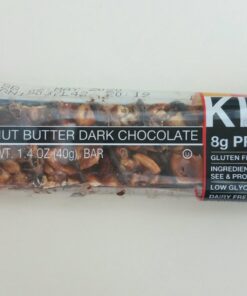 UT BUTTER DARK CHOCOLATE
WT. 1.4 OZ (40g) BAR
KI
8g PR
GLUTEN F
INGREDIEN
SEE & PRO
LOW GLYC
DAIRY FRE